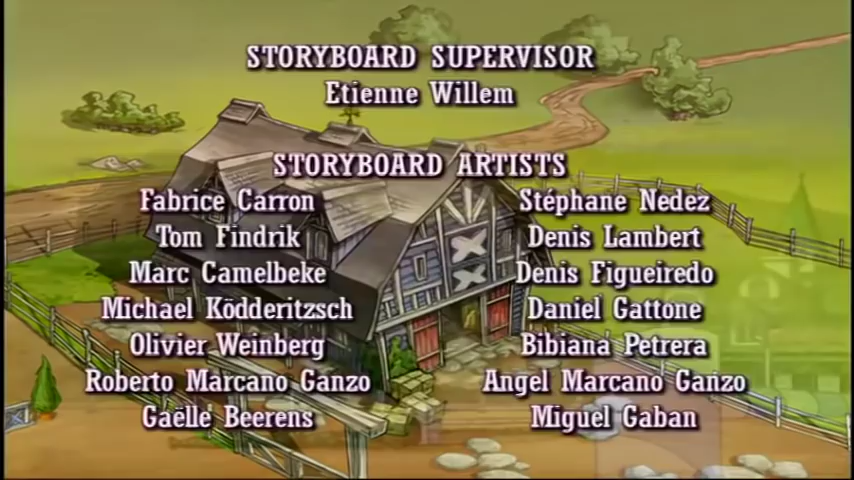 STORYBOARD SUPERVISOR
Etienne Willem
STORYBOARD ARTISTS
Fabrice Carron
Stéphane Nedez
Tom Findrik
Denis Lambert
Marc Camelbeke
Denis Figueiredo
Michael Ködderitzsch
Daniel Gattone
Olivier Weinberg
Bibiana Petrera
Roberto Marcano Ganzo
Angel Marcano Ganzo
Gaëlle Beerens
Miguel Gaban